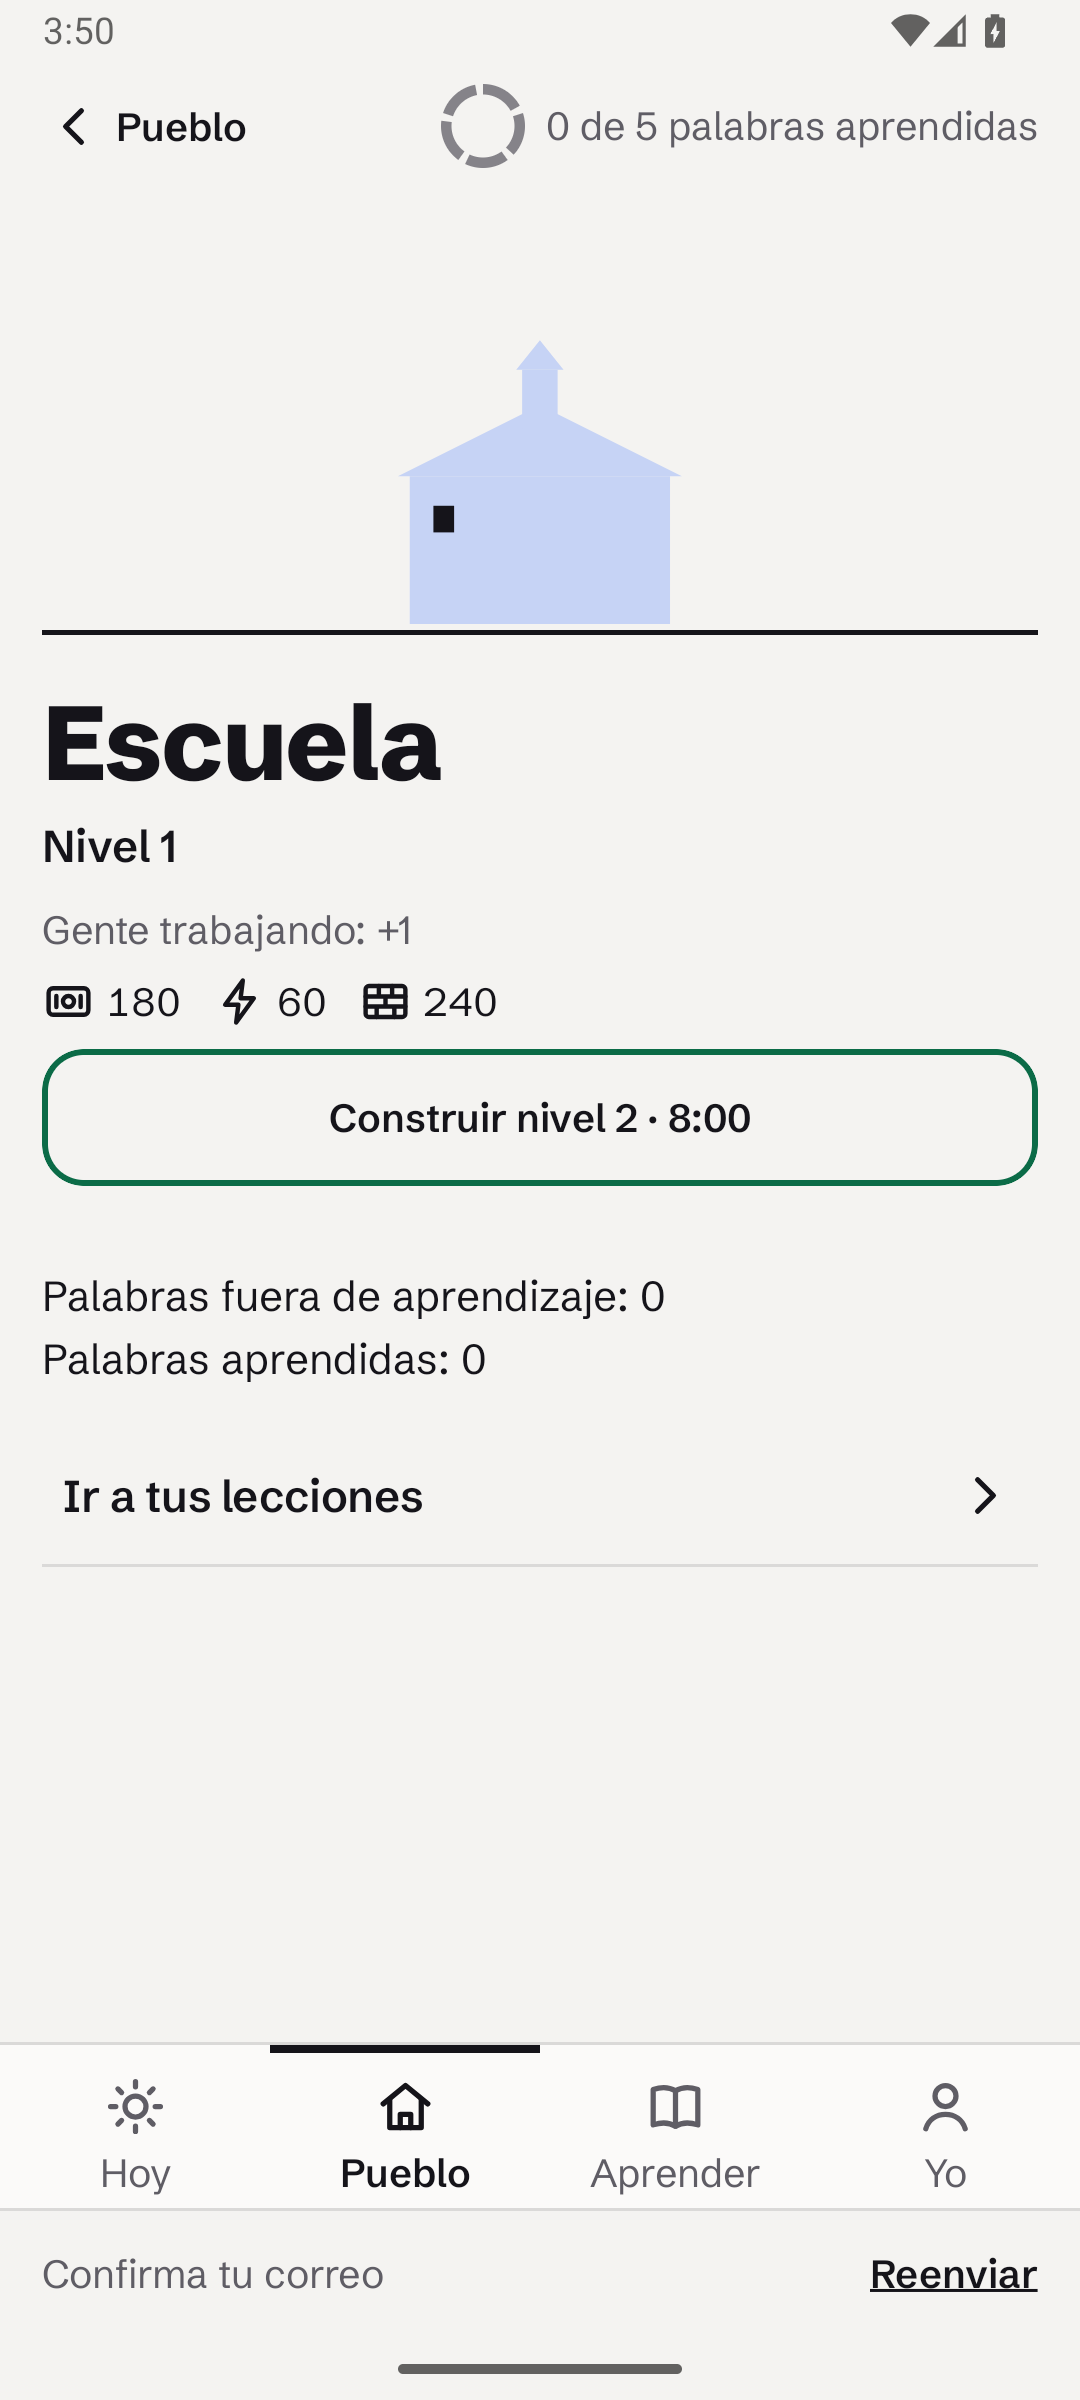 3:50
Pueblo
0 de 5 palabras aprendidas
Escuela
Nivel 1
Gente trabajando: +1
180 60 240
Construir nivel 2 · 8:00
Palabras fuera de aprendizaje: 0
Palabras aprendidas: 0
Ir a tus lecciones
Hoy Pueblo Aprender Yo
Confirma tu correo Reenviar